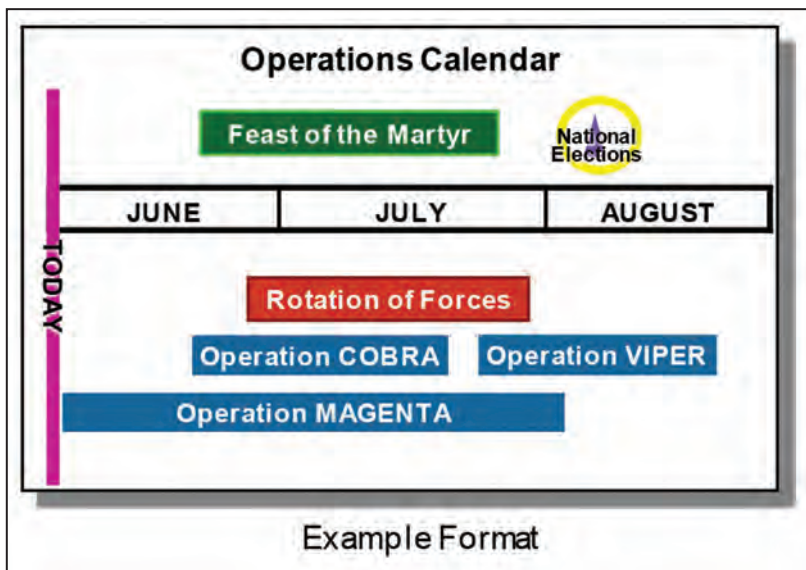 Operations Calendar
Feast of the Martyr
National
Elections
JUNE JULY AUGUST
TODAY
Rotation of Forces
Operation COBRA Operation VIPER
Operation MAGENTA
Example Format